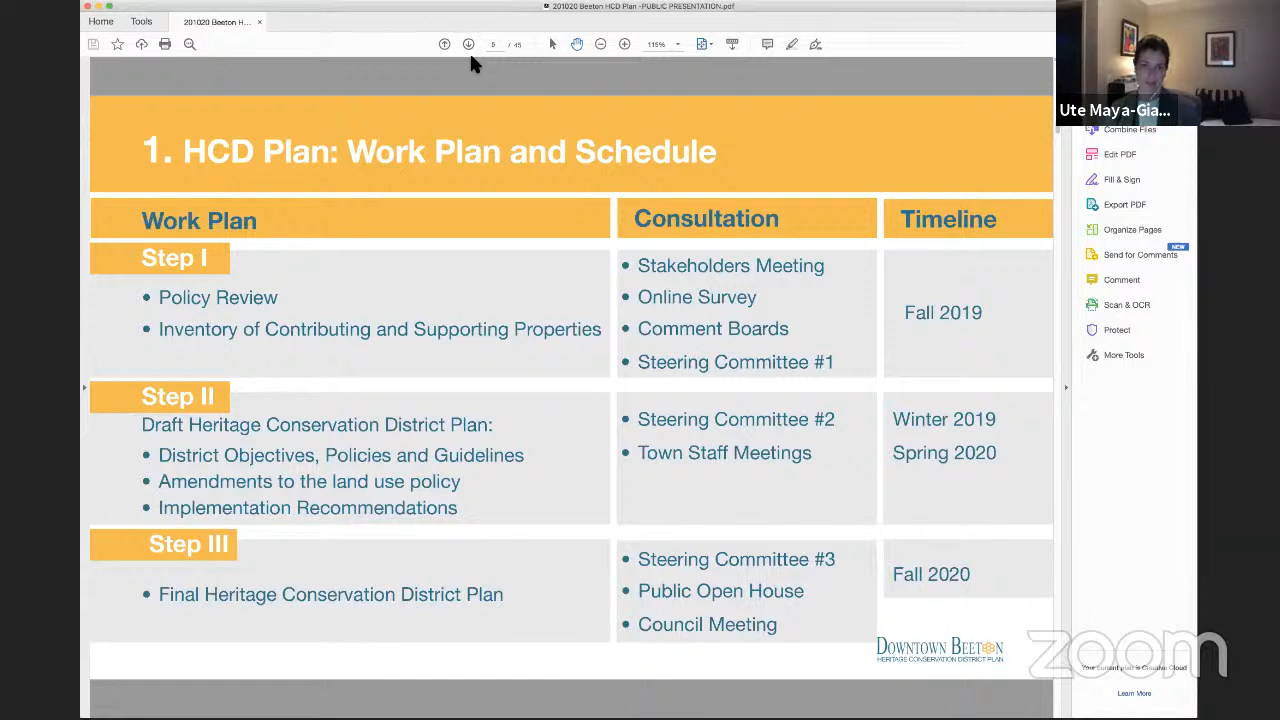 201020 Beeton HCD Plan -PUBLIC PRESENTATION.pdf
Home Tools 201020 Beeton H... ×
5 / 45 115%
Ute Maya-Gia...
1. HCD Plan: Work Plan and Schedule
Work Plan Consultation Timeline
Step I
• Policy Review
• Inventory of Contributing and Supporting Properties
• Stakeholders Meeting
• Online Survey
• Comment Boards
• Steering Committee #1
Fall 2019
Step II
Draft Heritage Conservation District Plan:
• District Objectives, Policies and Guidelines
• Amendments to the land use policy
• Implementation Recommendations
• Steering Committee #2
• Town Staff Meetings
Winter 2019
Spring 2020
Step III
• Final Heritage Conservation District Plan
• Steering Committee #3
• Public Open House
• Council Meeting
Fall 2020
DOWNTOWN BEETON
HERITAGE CONSERVATION DISTRICT PLAN
Combine Files
Edit PDF
Fill & Sign
Export PDF
Organize Pages
NEW
Send for Comments
Comment
Scan & OCR
Protect
More Tools
zoom
Your current plan is Creative Cloud
Learn More